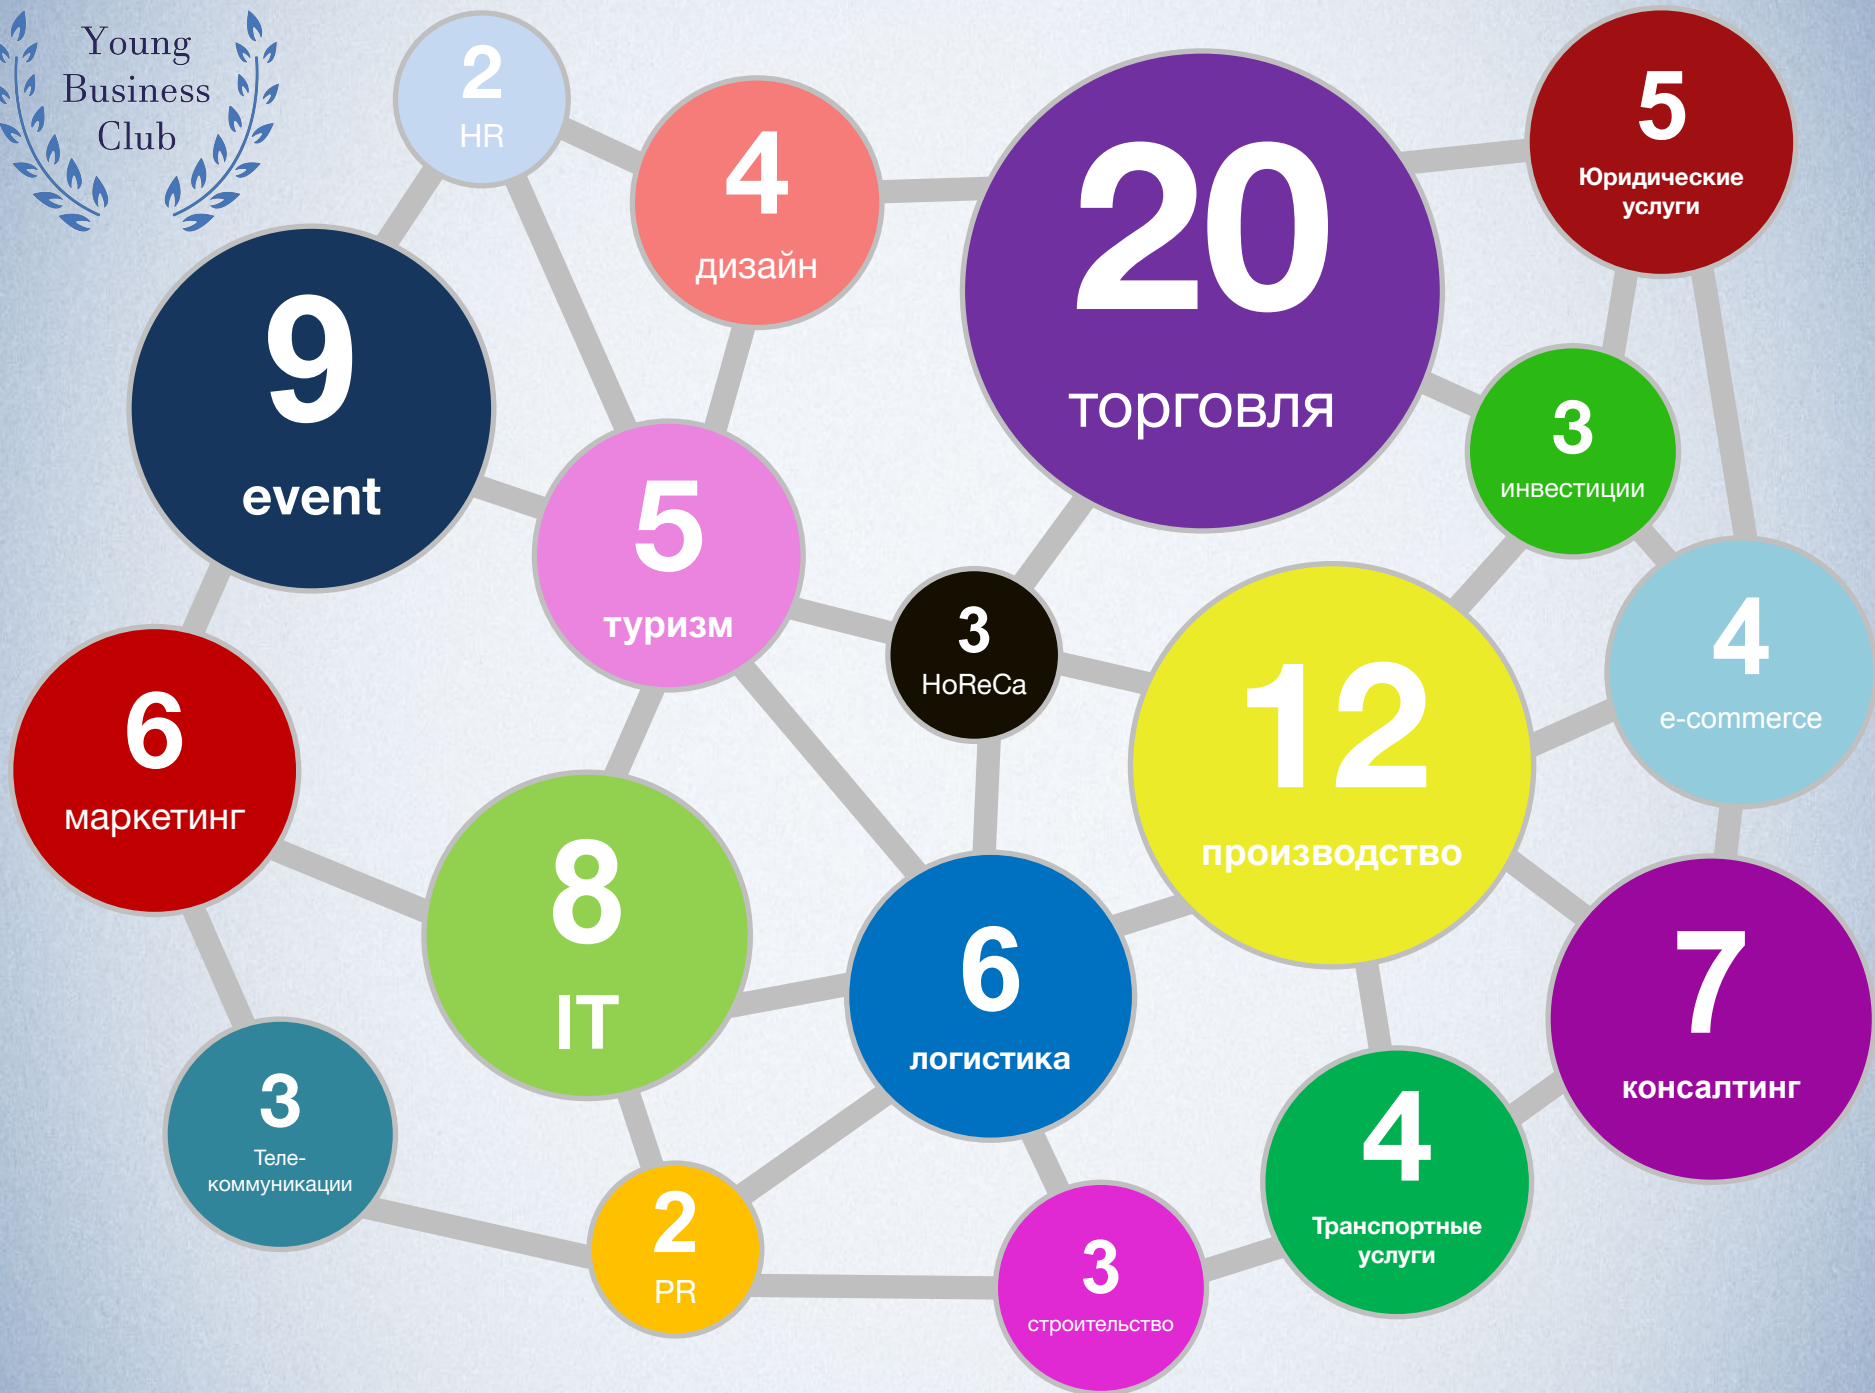 Young
Business
Club
2
HR
4
дизайн
20
торговля
5
Юридические
услуги
9
event
5
туризм
3
инвестиции
3
HoReCa
12
производство
4
e-commerce
6
маркетинг
8
IT
6
логистика
7
консалтинг
3
Теле-
коммуникации
2
PR
3
строительство
4
Транспортные
услуги